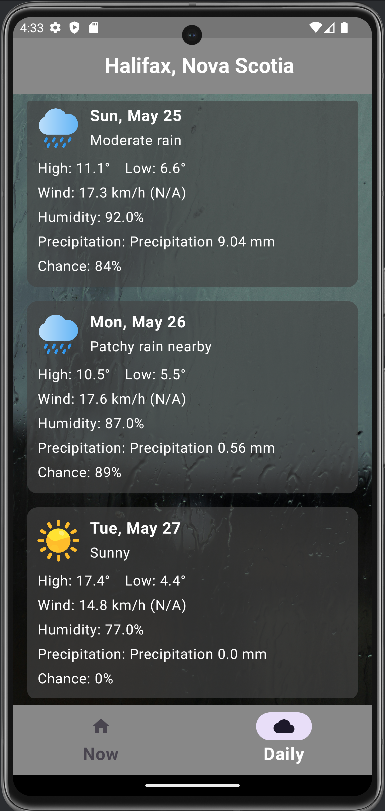 4:33
Halifax, Nova Scotia
Sun, May 25
Moderate rain
High: 11.1° Low: 6.6°
Wind: 17.3 km/h (N/A)
Humidity: 92.0%
Precipitation: Precipitation 9.04 mm
Chance: 84%
Mon, May 26
Patchy rain nearby
High: 10.5° Low: 5.5°
Wind: 17.6 km/h (N/A)
Humidity: 87.0%
Precipitation: Precipitation 0.56 mm
Chance: 89%
Tue, May 27
Sunny
High: 17.4° Low: 4.4°
Wind: 14.8 km/h (N/A)
Humidity: 77.0%
Precipitation: Precipitation 0.0 mm
Chance: 0%
Now Daily